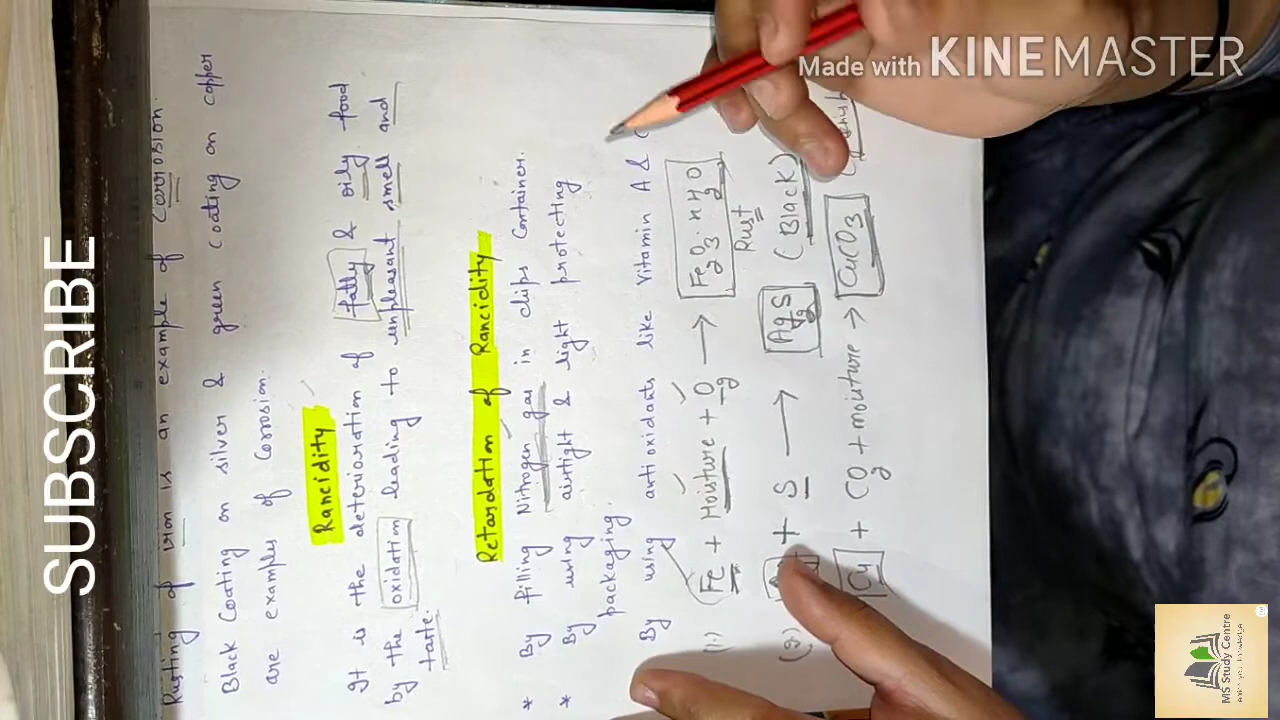 Rusting of iron is an example of Corrosion.
Black Coating on silver & green coating on copper
are examples of Corrosion.
Rancidity
It is the deterioration of fatty & oily food
by the oxidation leading to unpleasant smell and
taste.
Retardation of Rancidity
* By filling Nitrogen gas in chips Container.
* By using airtight & light protecting
packaging.
By using antioxidants like Vitamin A &
(1.) Fe + Moisture + O2 → Fe2O3·xH2O
Rust
(2.) + S → Ag2S (Black)
Cu + CO2 + moisture → CuCO3
SUBSCRIBE
Made with KINEMASTER
MS Study Centre